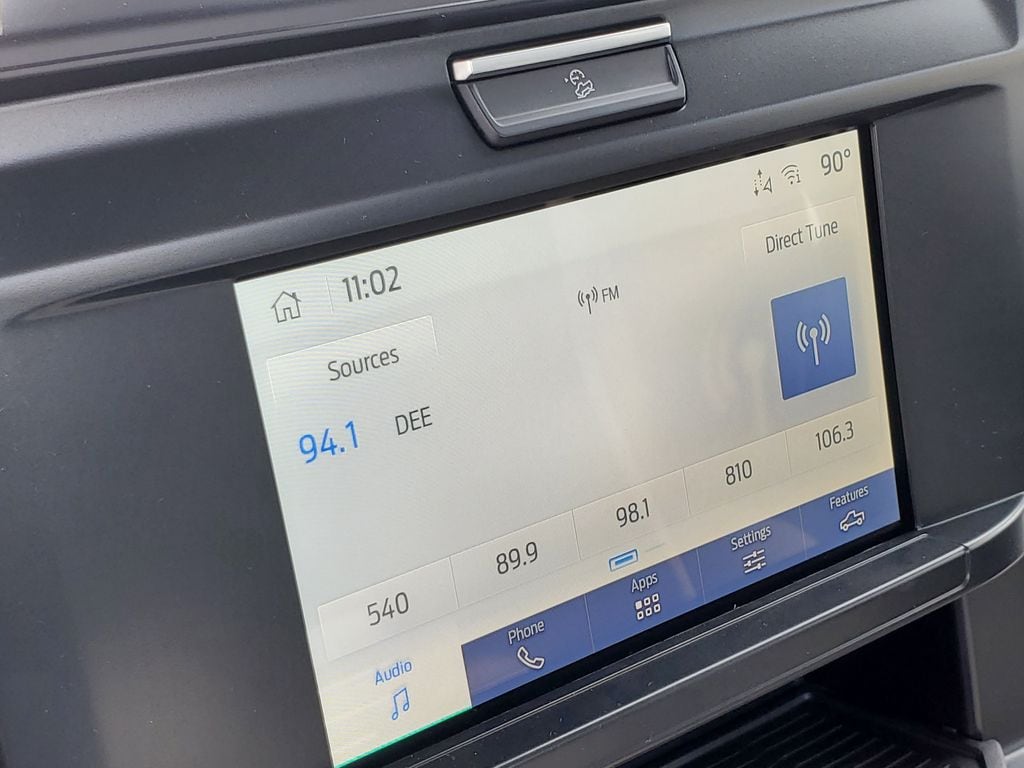 90°
11:02
FM
Direct Tune
Sources
94.1 DEE
540 89.9 98.1 810 106.3
Audio Phone Apps Settings Features